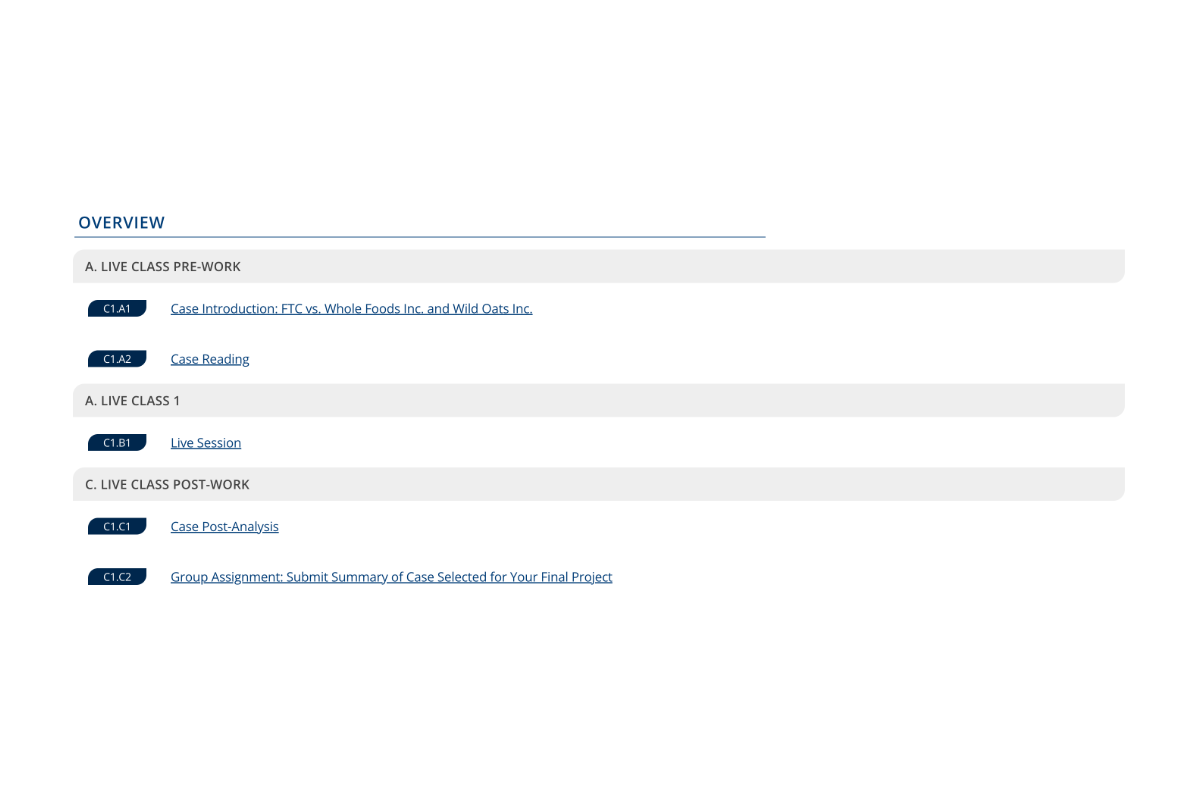 OVERVIEW
A. LIVE CLASS PRE-WORK
C1.A1 Case Introduction: FTC vs. Whole Foods Inc. and Wild Oats Inc.
C1.A2 Case Reading
A. LIVE CLASS 1
C1.B1 Live Session
C. LIVE CLASS POST-WORK
C1.C1 Case Post-Analysis
C1.C2 Group Assignment: Submit Summary of Case Selected for Your Final Project